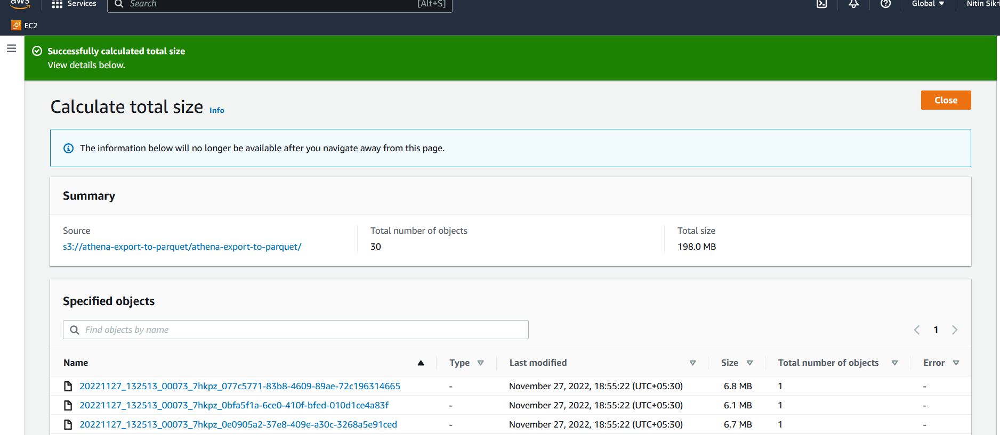 aws Services Search [Alt+S] Global Nitin Sikri
EC2
Successfully calculated total size
View details below.
Calculate total size Info
Close
The information below will no longer be available after you navigate away from this page.
Summary
Source Total number of objects Total size
s3://athena-export-to-parquet/athena-export-to-parquet/ 30 198.0 MB
Specified objects
Find objects by name
1
Name Type Last modified Size Total number of objects Error
20221127_132513_00073_7hkpz_077c5771-83b8-4609-89ae-72c196314665 - November 27, 2022, 18:55:22 (UTC+05:30) 6.8 MB 1 -
20221127_132513_00073_7hkpz_0bfa5f1a-6ce0-410f-bfed-010d1ce4a83f - November 27, 2022, 18:55:22 (UTC+05:30) 6.1 MB 1 -
20221127_132513_00073_7hkpz_0e0905a2-37e8-409e-a30c-3268a5e91ced - November 27, 2022, 18:55:22 (UTC+05:30) 6.7 MB 1 -